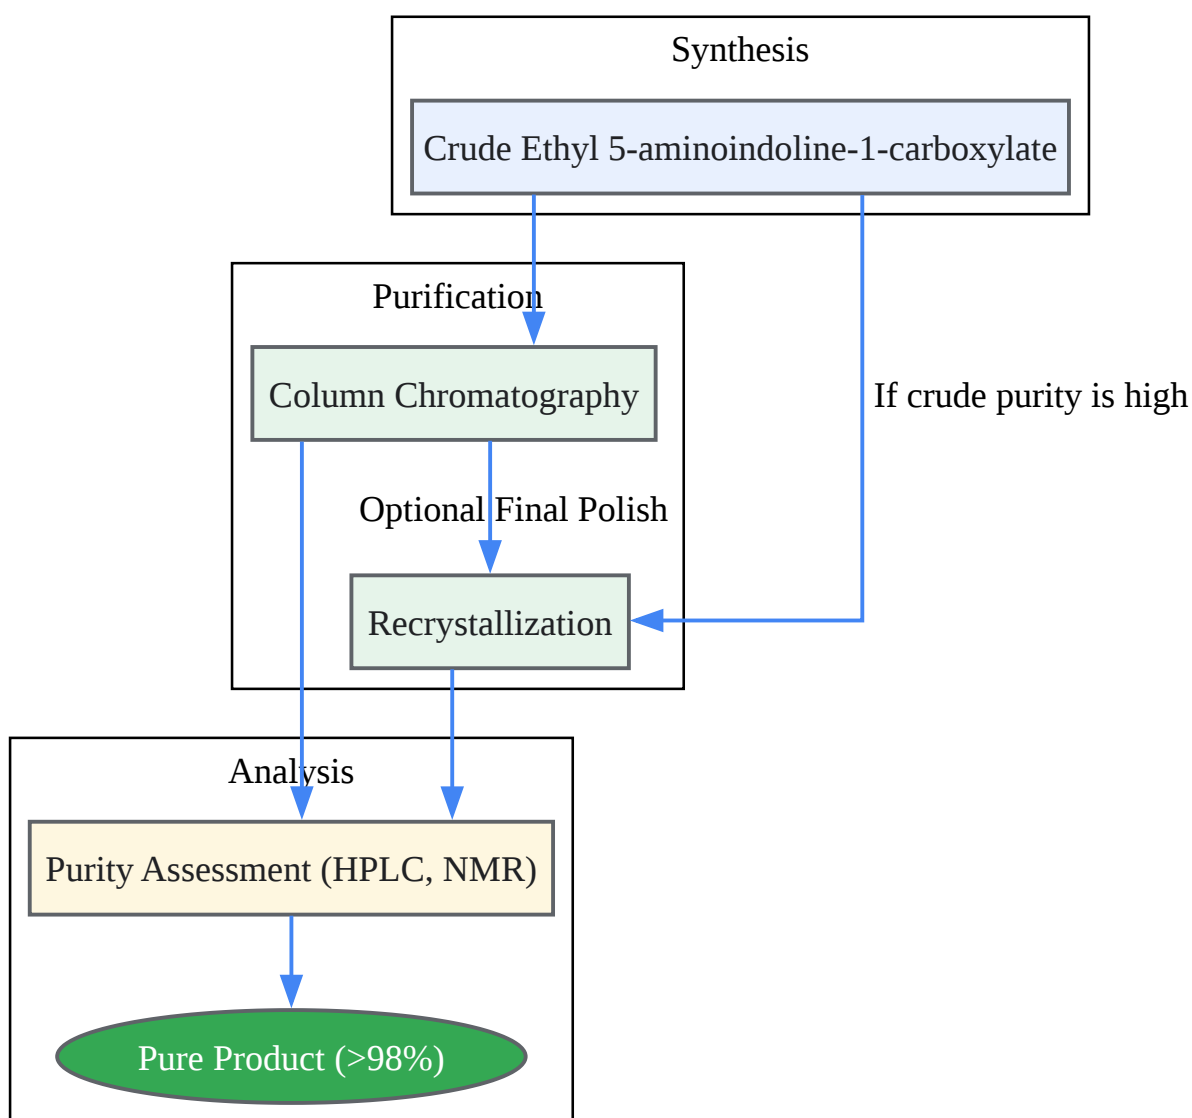 Synthesis
Crude Ethyl 5-aminoindoline-1-carboxylate
Purification
Column Chromatography
If crude purity is high
Optional Final Polish
Recrystallization
Analysis
Purity Assessment (HPLC, NMR)
Pure Product (>98%)